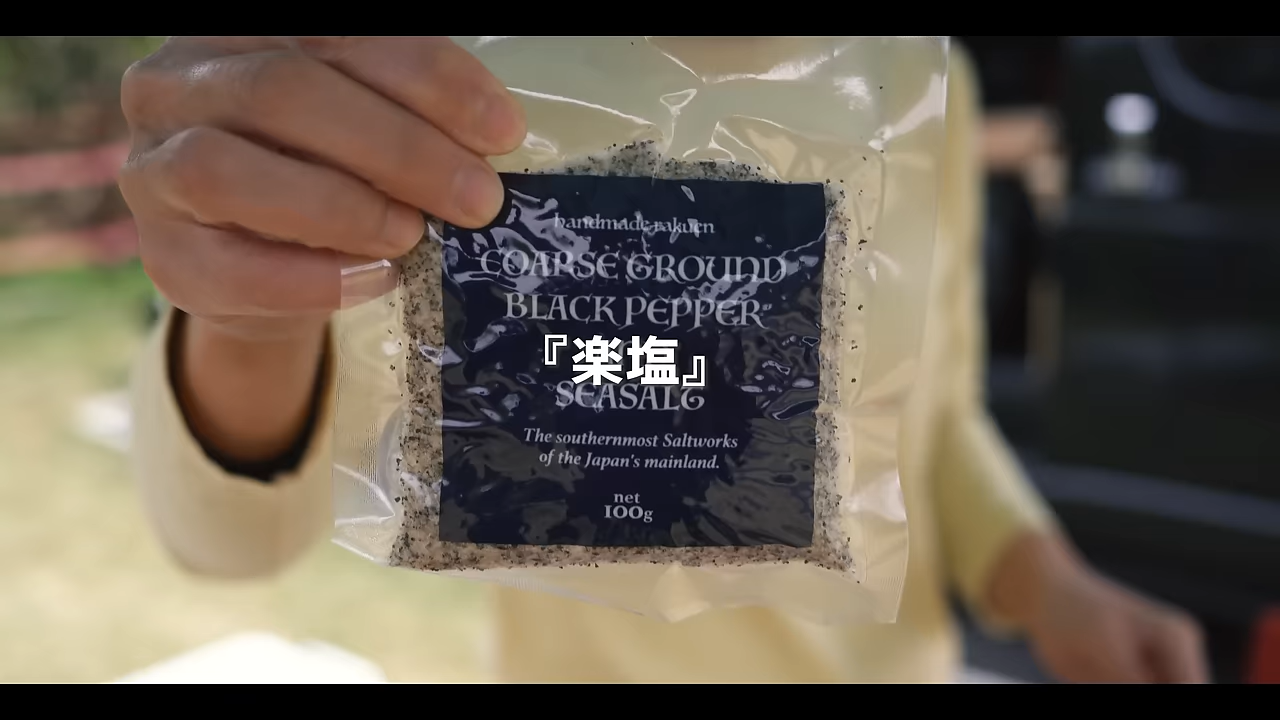 handmade rakuen
COARSE GROUND
BLACK PEPPER
『楽塩』
SEASALT
The southernmost Saltworks
of the Japan's mainland.
net
100g